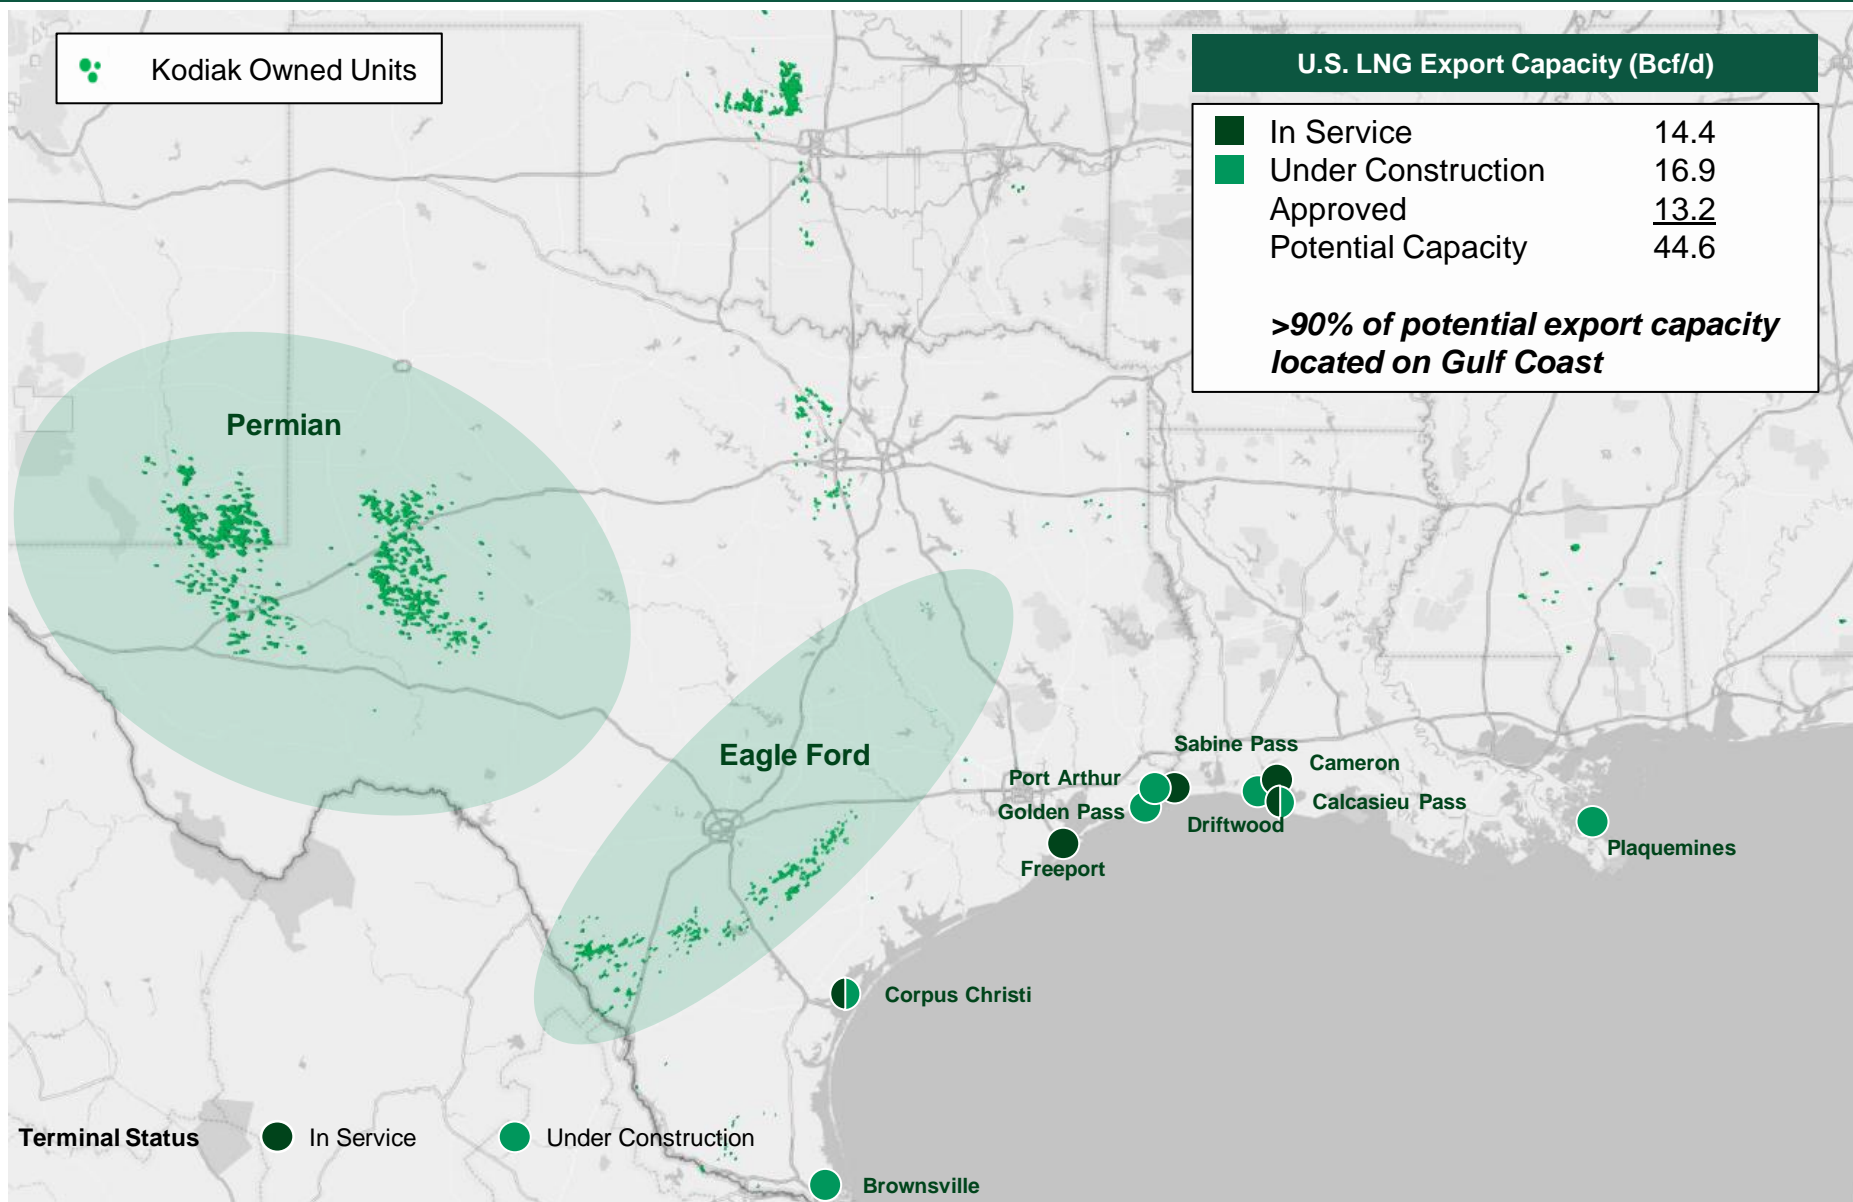 Kodiak Owned Units
U.S. LNG Export Capacity (Bcf/d)
In Service 14.4
Under Construction 16.9
Approved 13.2
Potential Capacity 44.6
>90% of potential export capacity
located on Gulf Coast
Permian
Eagle Ford
Sabine Pass
Cameron
Port Arthur
Calcasieu Pass
Golden Pass
Driftwood
Plaquemines
Freeport
Corpus Christi
Terminal Status In Service Under Construction
Brownsville